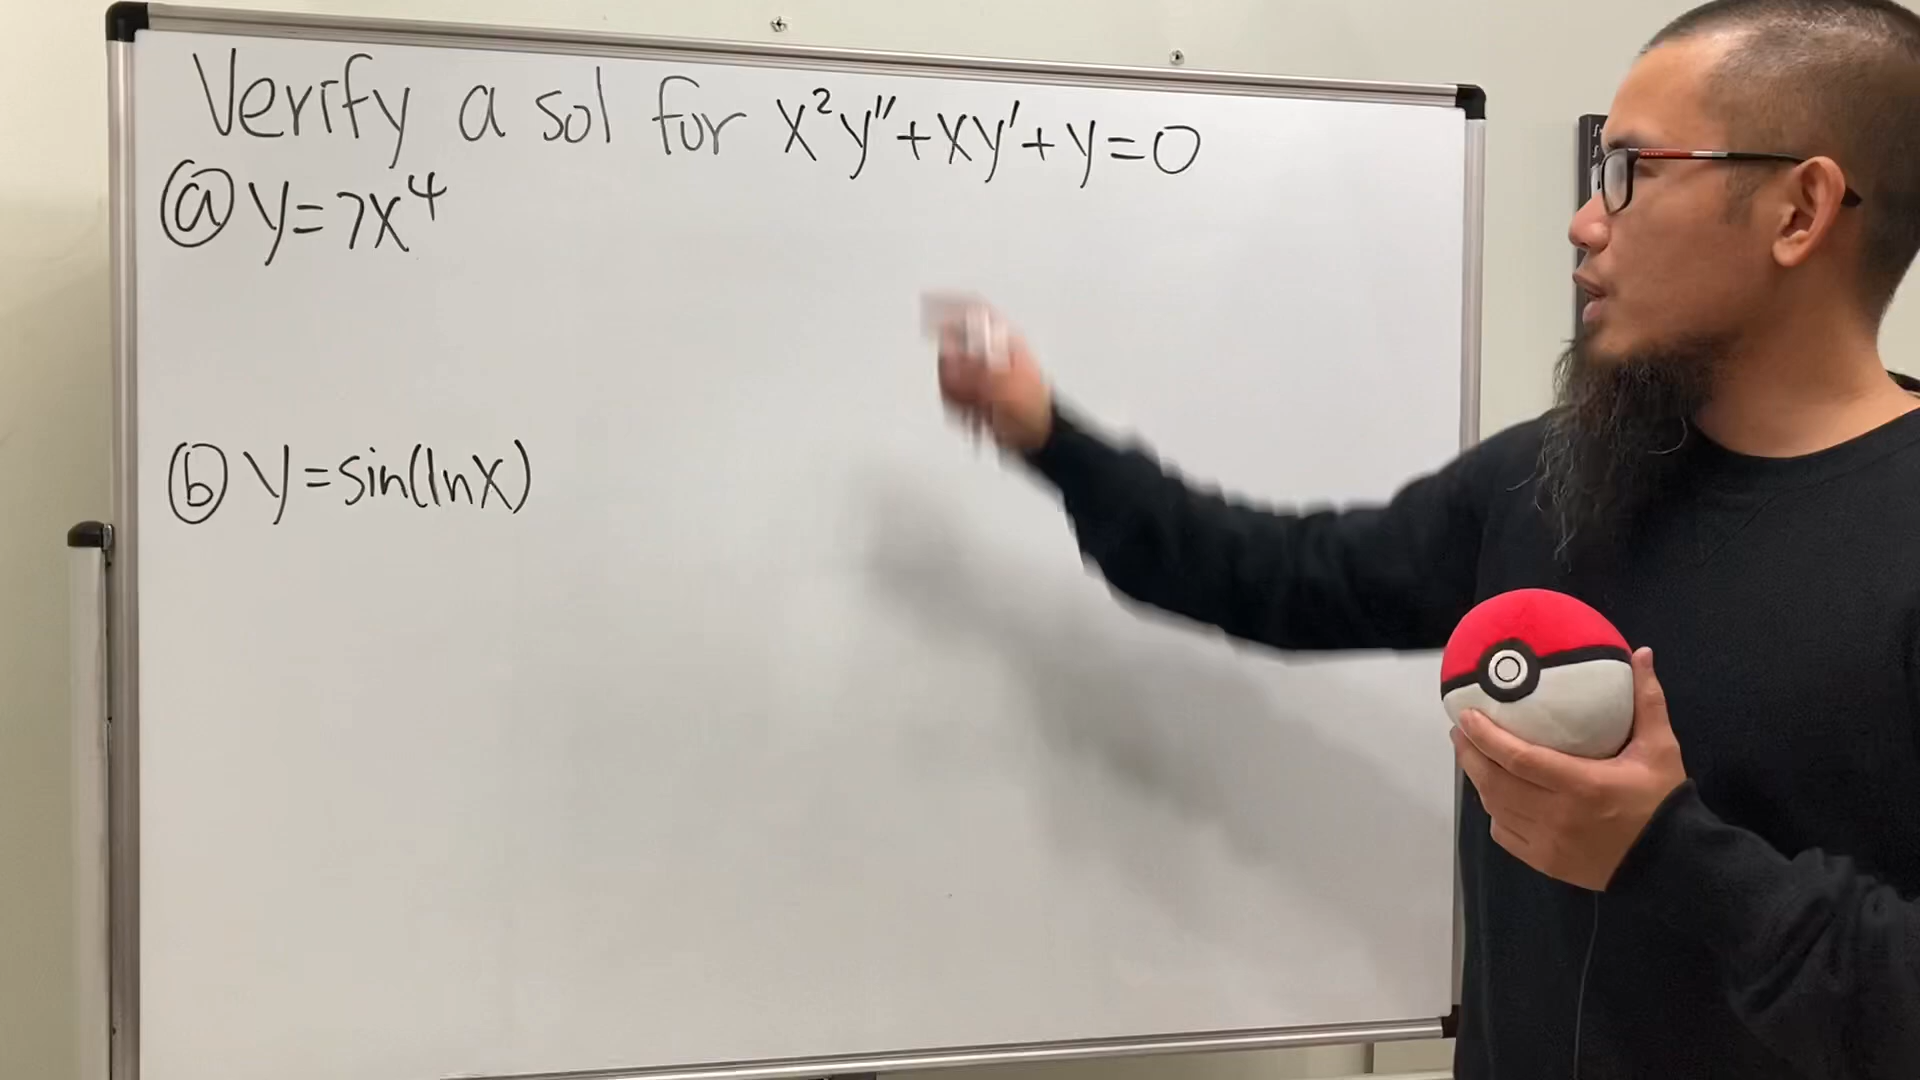 Verify a sol for x²y''+xy'+y=0
ⓐ y=7x⁴
ⓑ y=sin(lnx)